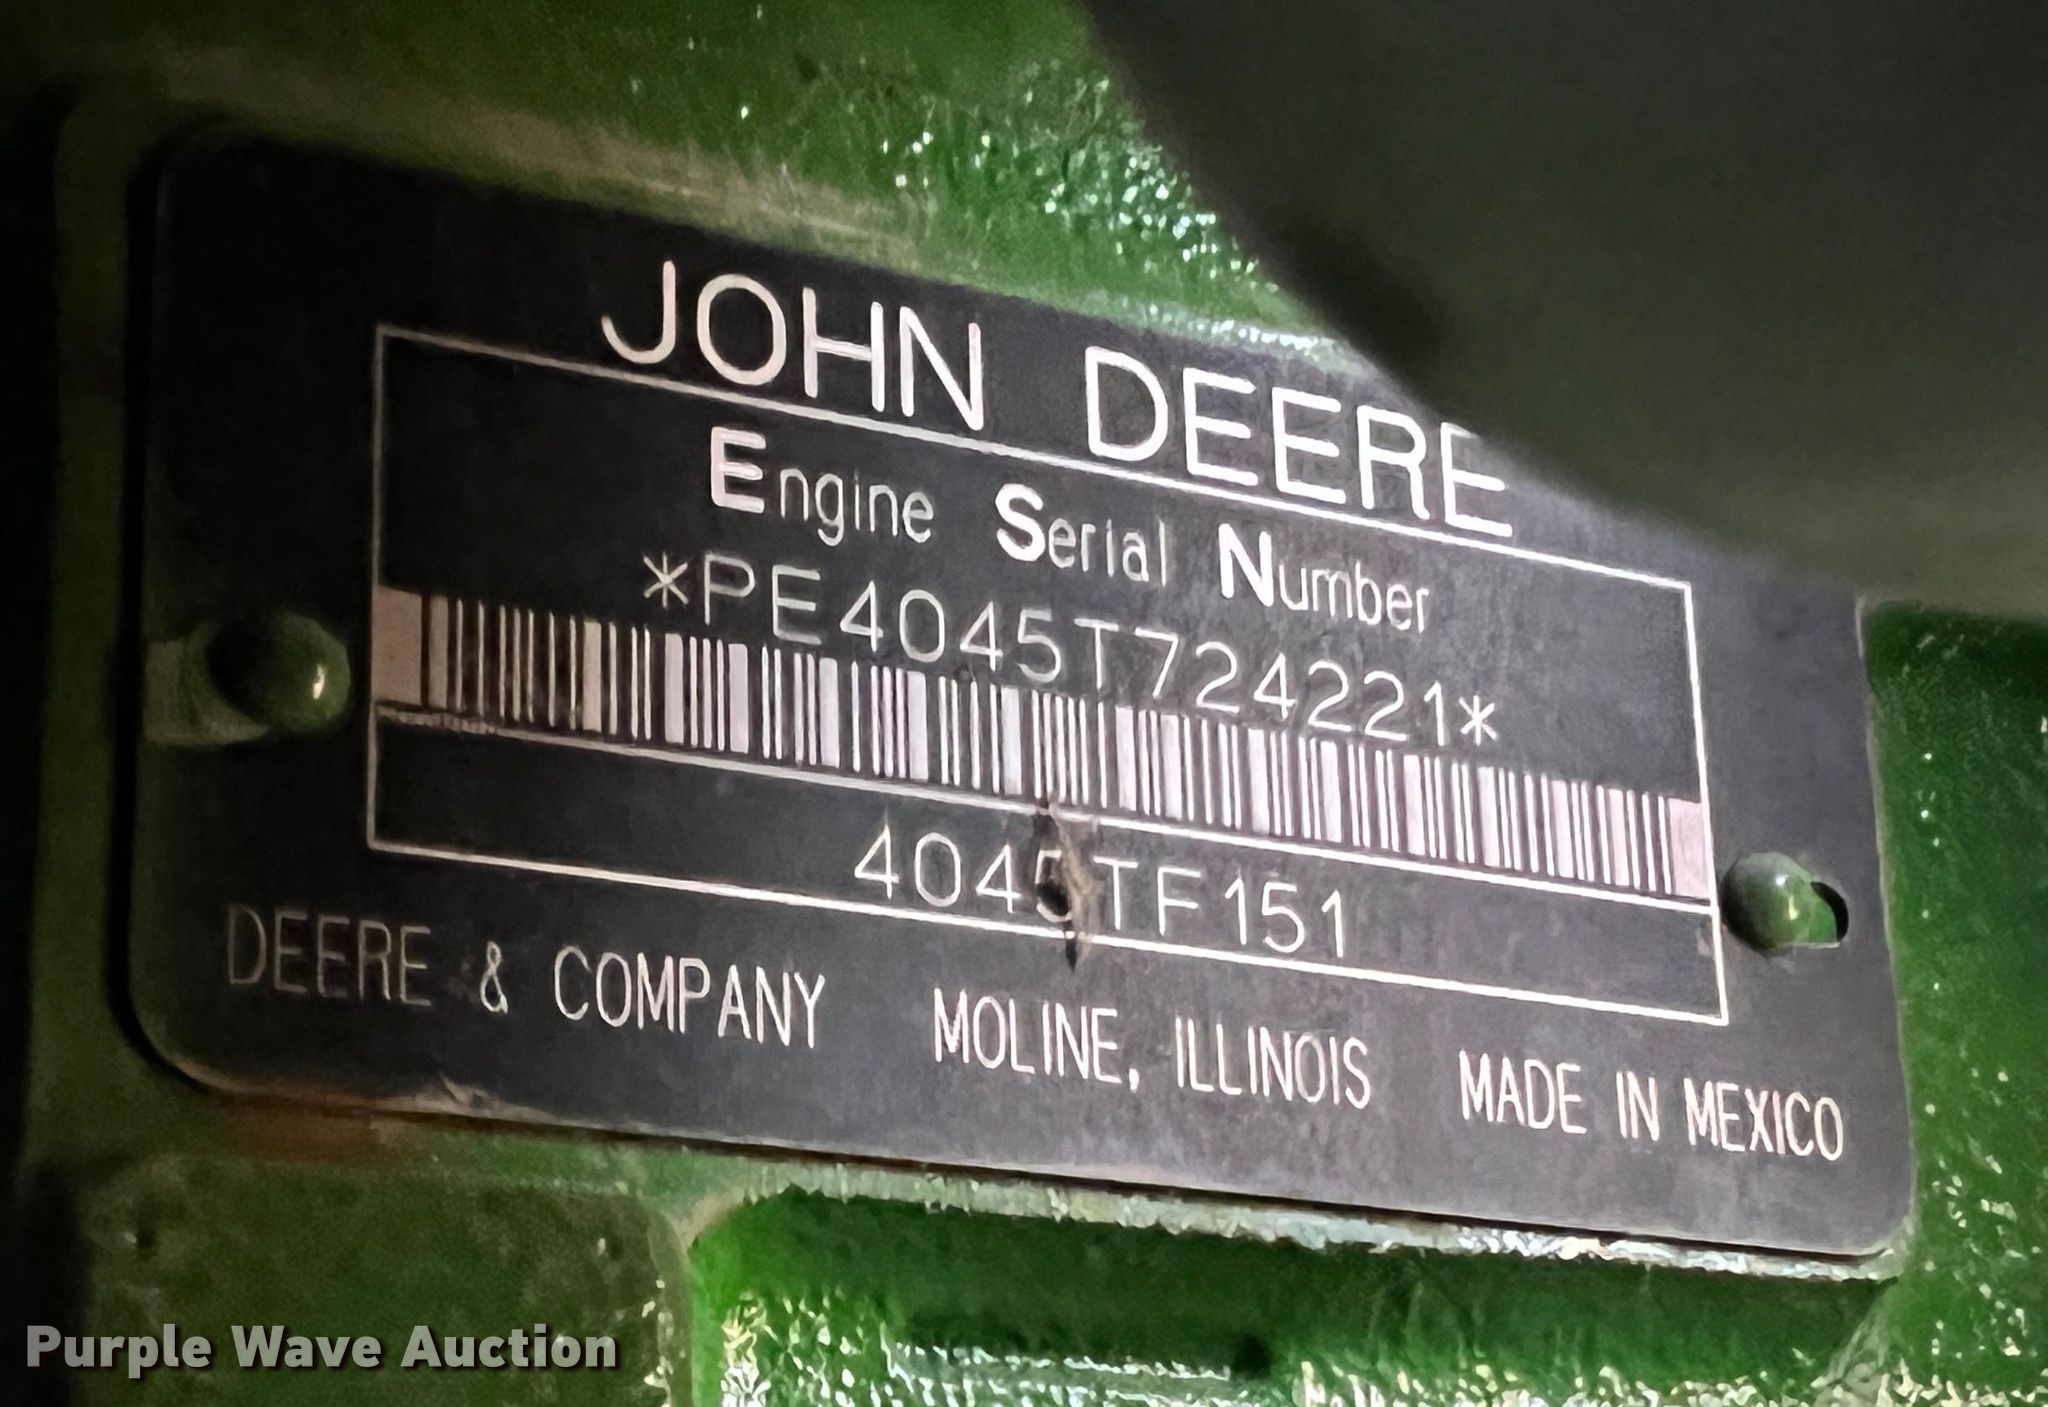 JOHN DEERE
Engine Serial Number
*PE4045T724221*
4045TF151
DEERE & COMPANY MOLINE, ILLINOIS MADE IN MEXICO
Purple Wave Auction